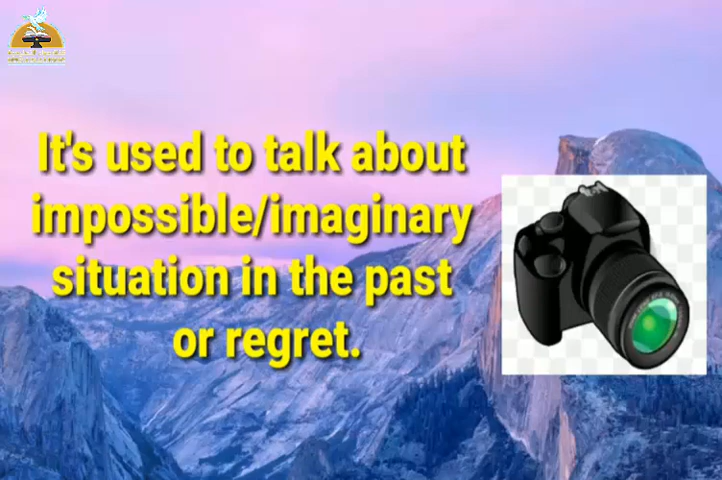 It's used to talk about
impossible/imaginary
situation in the past
or regret.